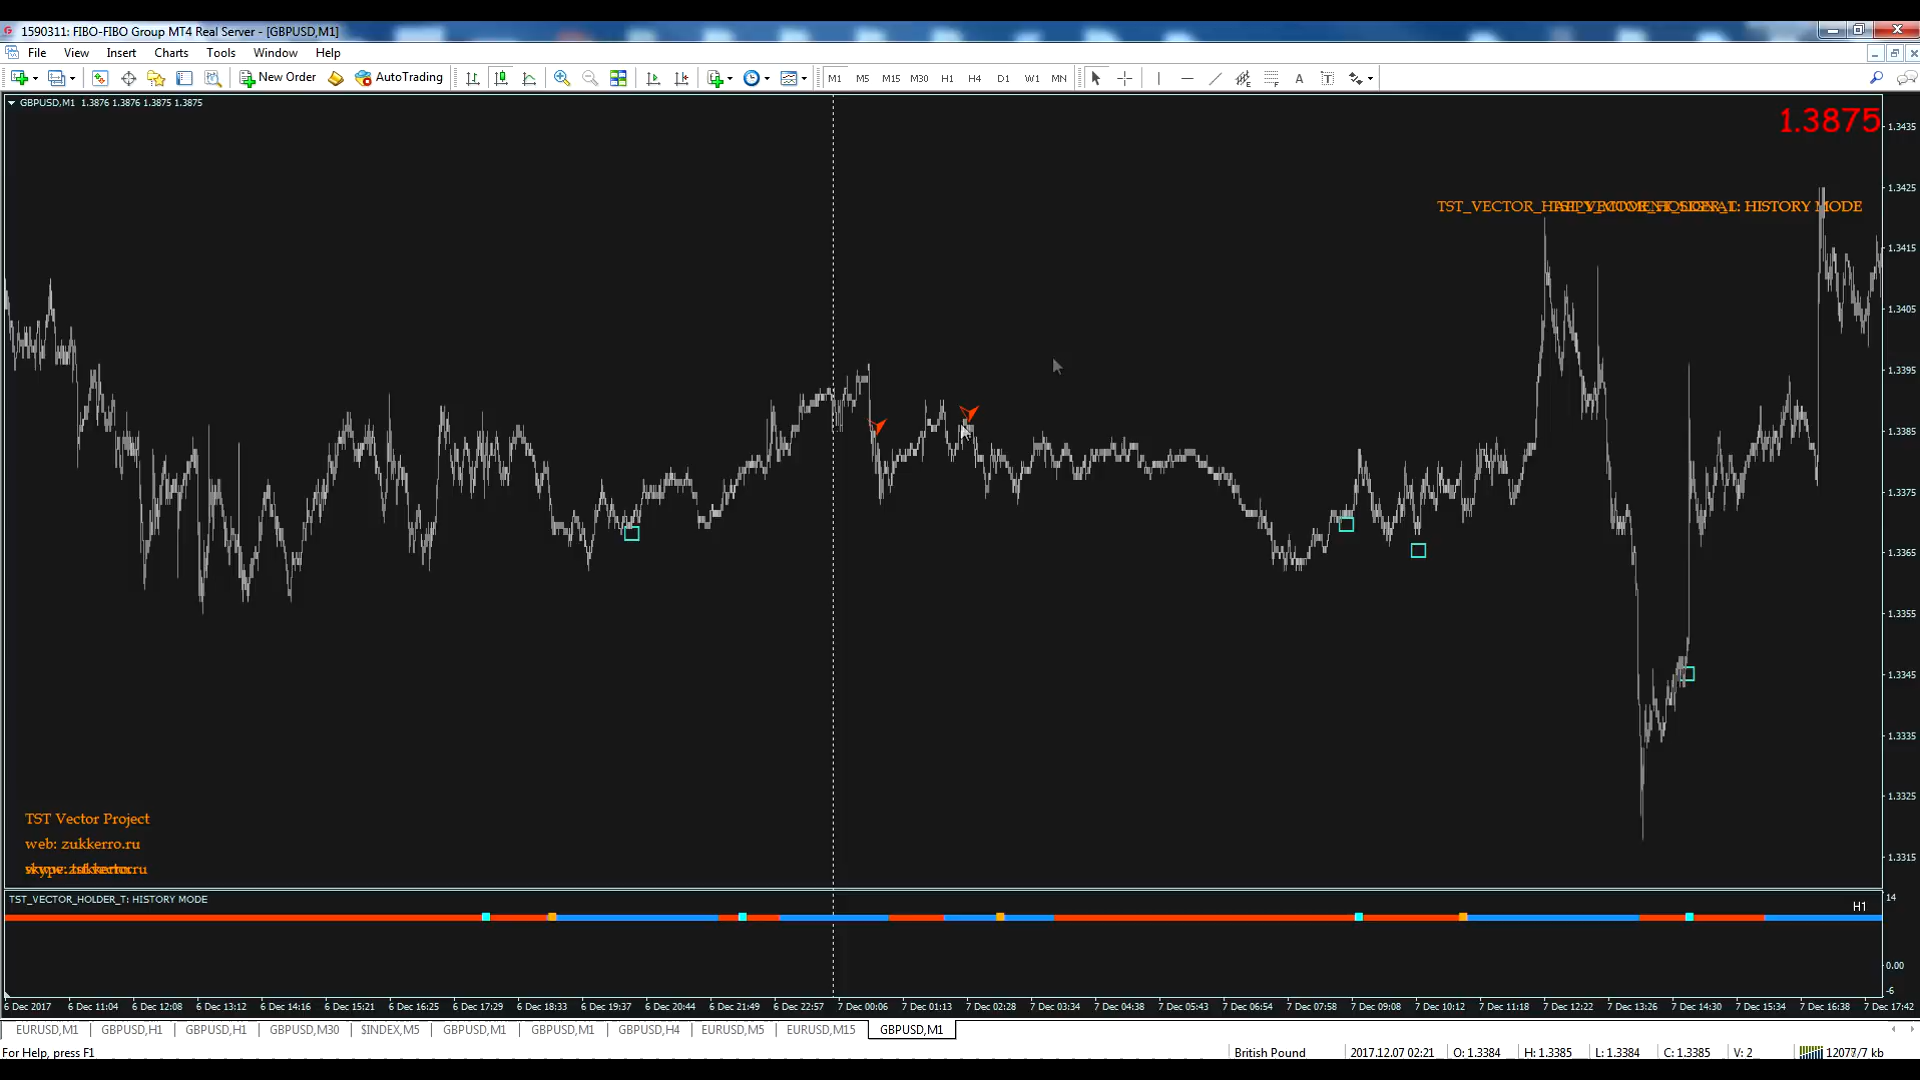 1590311: FIBO-FIBO Group MT4 Real Server - [GBPUSD,M1]
File View Insert Charts Tools Window Help
New Order AutoTrading M1 M5 M15 M30 H1 H4 D1 W1 MN A T
GBPUSD,M1 1.3876 1.3876 1.3875 1.3875
1.3875
1.3435
1.3425
TST_VECTOR_HISTORY MODE
1.3415
1.3405
1.3395
1.3385
1.3375
1.3365
1.3355
1.3345
1.3335
1.3325
TST Vector Project
web: zukkerro.ru
1.3315
TST_VECTOR_HOLDER_T: HISTORY MODE
14
H1
0.00
-6
6 Dec 2017 6 Dec 11:04 6 Dec 12:08 6 Dec 13:12 6 Dec 14:16 6 Dec 15:21 6 Dec 16:25 6 Dec 17:29 6 Dec 18:33 6 Dec 19:37 6 Dec 20:44 6 Dec 21:49 6 Dec 22:57 7 Dec 00:06 7 Dec 01:13 7 Dec 02:28 7 Dec 03:34 7 Dec 04:38 7 Dec 05:49 7 Dec 06:54 7 Dec 07:58 7 Dec 09:08 7 Dec 10:12 7 Dec 11:18 7 Dec 12:22 7 Dec 13:26 7 Dec 14:30 7 Dec 15:34 7 Dec 16:38 7 Dec 17:42
EURUSD,M1 GBPUSD,H1 GBPUSD,H1 GBPUSD,M30 $INDEX,M5 GBPUSD,M1 GBPUSD,M1 GBPUSD,H4 EURUSD,M5 EURUSD,M15 GBPUSD,M1
For Help, press F1 British Pound 2017.12.07 02:21 O: 1.3384 H: 1.3385 L: 1.3384 C: 1.3385 V: 2 12077/7 kb